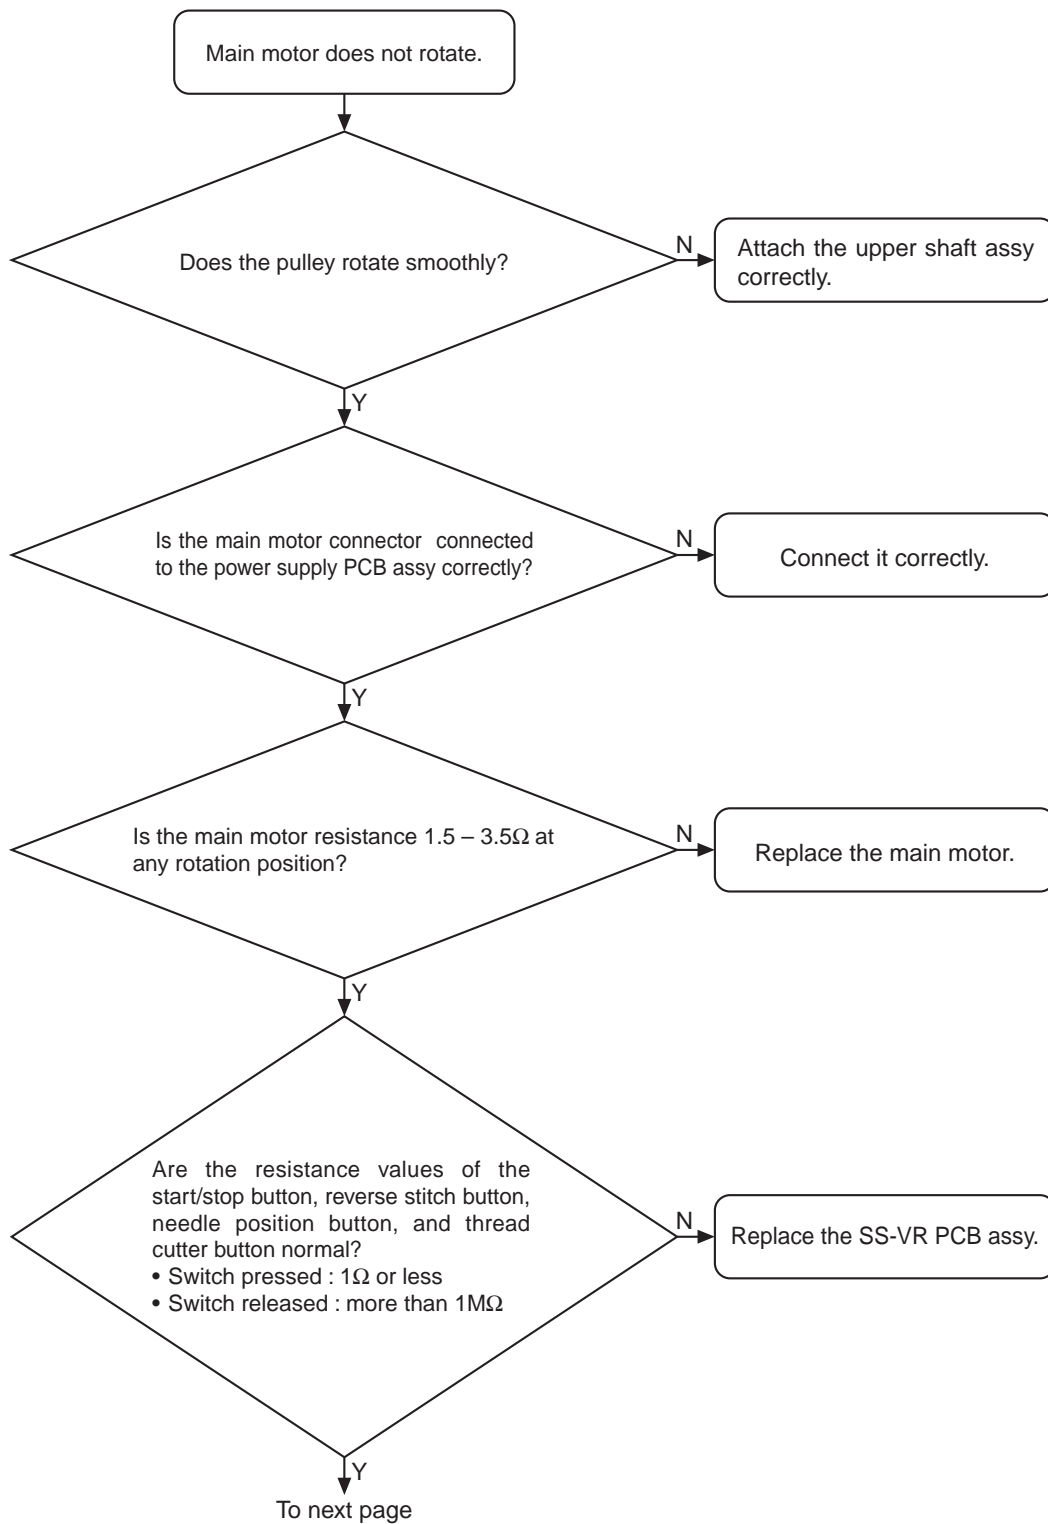 Main motor does not rotate.
Does the pulley rotate smoothly?
N
Attach the upper shaft assy
correctly.
Y
Is the main motor connector connected
to the power supply PCB assy correctly?
N
Connect it correctly.
Y
Is the main motor resistance 1.5 – 3.5Ω at
any rotation position?
N
Replace the main motor.
Y
Are the resistance values of the
start/stop button, reverse stitch button,
needle position button, and thread
cutter button normal?
• Switch pressed : 1Ω or less
• Switch released : more than 1MΩ
N
Replace the SS-VR PCB assy.
Y
To next page